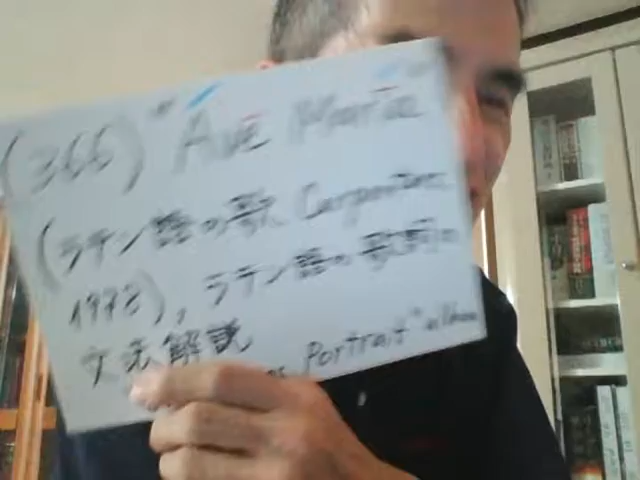 (366) "Ave Maria
(ラテン語の歌、Carpenters
1978), ラテン語の歌詞の
文法解説
Portrait" album